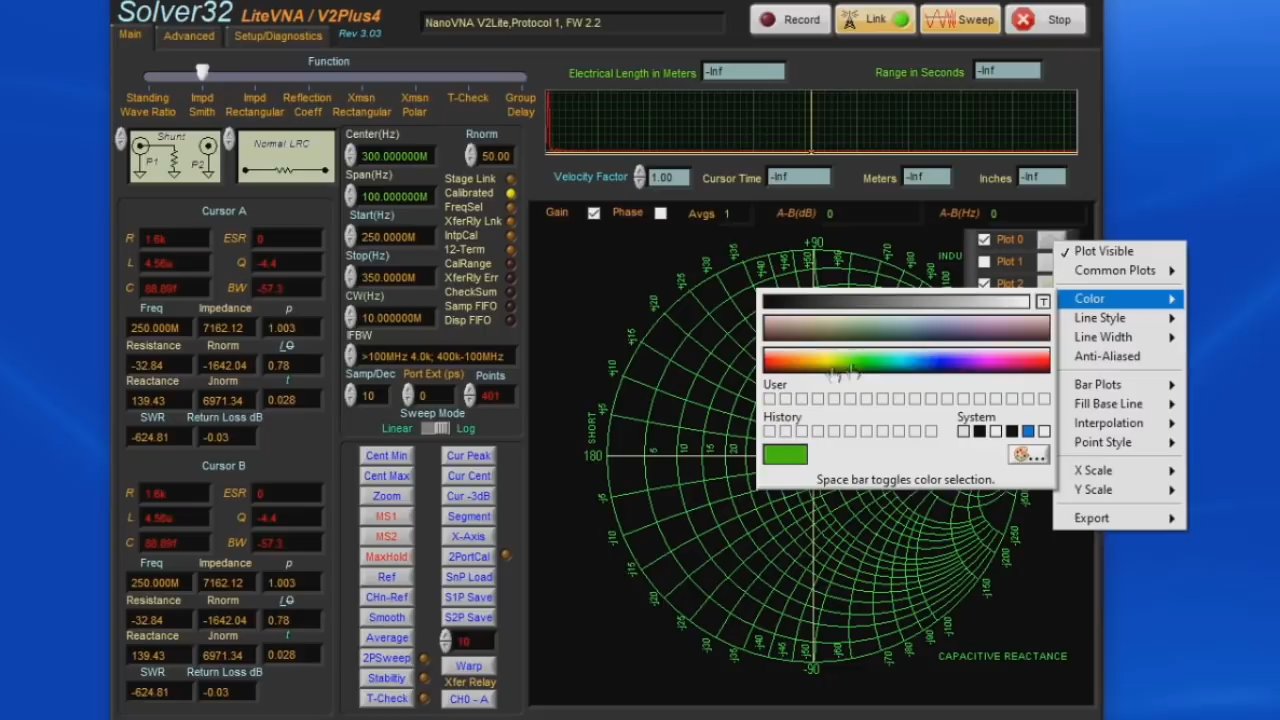 Solver32 LiteVNA / V2Plus4
Rev 3.03
NanoVNA V2Lite,Protocol 1, FW 2.2
Record
Link
Sweep
Stop
Main
Advanced
Setup/Diagnostics
Function
Standing Wave Ratio
Impd Smith
Impd Rectangular
Reflection Coeff
Xmsn Rectangular
Xmsn Polar
T-Check
Group Delay
Electrical Length in Meters -Inf
Range in Seconds -Inf
Velocity Factor 1.00
Cursor Time -Inf
Meters -Inf
Inches -Inf
Shunt
P1
P2
Normal LRC
Center(Hz)
300.000000M
Rnorm
50.00
Span(Hz)
100.000000M
Start(Hz)
250.0000M
Stop(Hz)
350.0000M
CW(Hz)
10.000000M
IFBW
>100MHz 4.0k; 400k-100MHz
Samp/Dec
10
Port Ext (ps)
0
Points
401
Sweep Mode
Linear
Log
Stage Link
Calibrated
FreqSel
XferRly Lnk
IntpCal
12-Term
CalRange
XferRly Err
CheckSum
Samp FIFO
Disp FIFO
Cursor A
R 1.6k ESR 0
L 4.56u Q -4.4
C 88.89f BW -57.3
Freq Impedance ρ
250.000M 7162.12 1.003
Resistance Rnorm /Θ
-32.84 -1642.04 0.78
Reactance Jnorm t
139.43 6971.34 0.028
SWR Return Loss dB
-624.81 -0.03
Cursor B
R 1.6k ESR 0
L 4.56u Q -4.4
C 88.89f BW -57.3
Freq Impedance ρ
250.000M 7162.12 1.003
Resistance Rnorm /Θ
-32.84 -1642.04 0.78
Reactance Jnorm t
139.43 6971.34 0.028
SWR Return Loss dB
-624.81 -0.03
Cent Min Cur Peak
Cent Max Cur Cent
Zoom Cur -3dB
MS1 Segment
MS2 X-Axis
MaxHold 2PortCal
Ref SnP Load
CHn-Ref S1P Save
Smooth S2P Save
Average 10
2PSweep Warp
Stabiltiy Xfer Relay
T-Check CH0 - A
Gain
Phase
Avgs 1
A-B(dB) 0
A-B(Hz) 0
Plot 0
Plot 1
Plot 2
INDU
+90
180
-90
SHORT
CAPACITIVE REACTANCE
Plot Visible
Common Plots
Color
Line Style
Line Width
Anti-Aliased
Bar Plots
Fill Base Line
Interpolation
Point Style
X Scale
Y Scale
Export
T
User
History
System
...
Space bar toggles color selection.